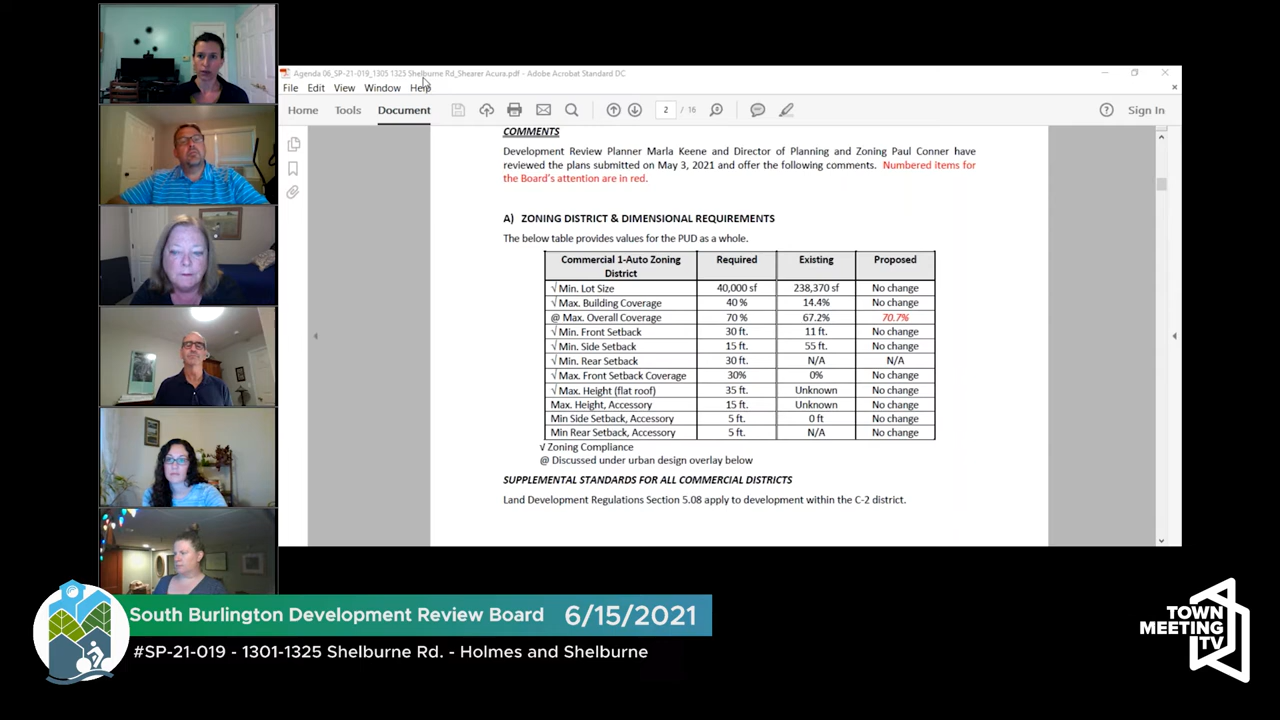 Agenda 06_SP-21-019_1305 1325 Shelburne Rd_Shearer Acura.pdf - Adobe Acrobat Standard DC
File Edit View Window Help
Home Tools Document 2 / 16 Sign In
COMMENTS
Development Review Planner Marla Keene and Director of Planning and Zoning Paul Conner have
reviewed the plans submitted on May 3, 2021 and offer the following comments. Numbered items for
the Board's attention are in red.
A) ZONING DISTRICT & DIMENSIONAL REQUIREMENTS
The below table provides values for the PUD as a whole.
Commercial 1-Auto Zoning District Required Existing Proposed
√ Min. Lot Size 40,000 sf 238,370 sf No change
√ Max. Building Coverage 40 % 14.4% No change
@ Max. Overall Coverage 70 % 67.2% 70.7%
√ Min. Front Setback 30 ft. 11 ft. No change
√ Min. Side Setback 15 ft. 55 ft. No change
√ Min. Rear Setback 30 ft. N/A N/A
√ Max. Front Setback Coverage 30% 0% No change
√ Max. Height (flat roof) 35 ft. Unknown No change
Max. Height, Accessory 15 ft. Unknown No change
Min Side Setback, Accessory 5 ft. 0 ft No change
Min Rear Setback, Accessory 5 ft. N/A No change
√ Zoning Compliance
@ Discussed under urban design overlay below
SUPPLEMENTAL STANDARDS FOR ALL COMMERCIAL DISTRICTS
Land Development Regulations Section 5.08 apply to development within the C-2 district.
South Burlington Development Review Board 6/15/2021
#SP-21-019 - 1301-1325 Shelburne Rd. - Holmes and Shelburne
TOWN
MEETING
TV